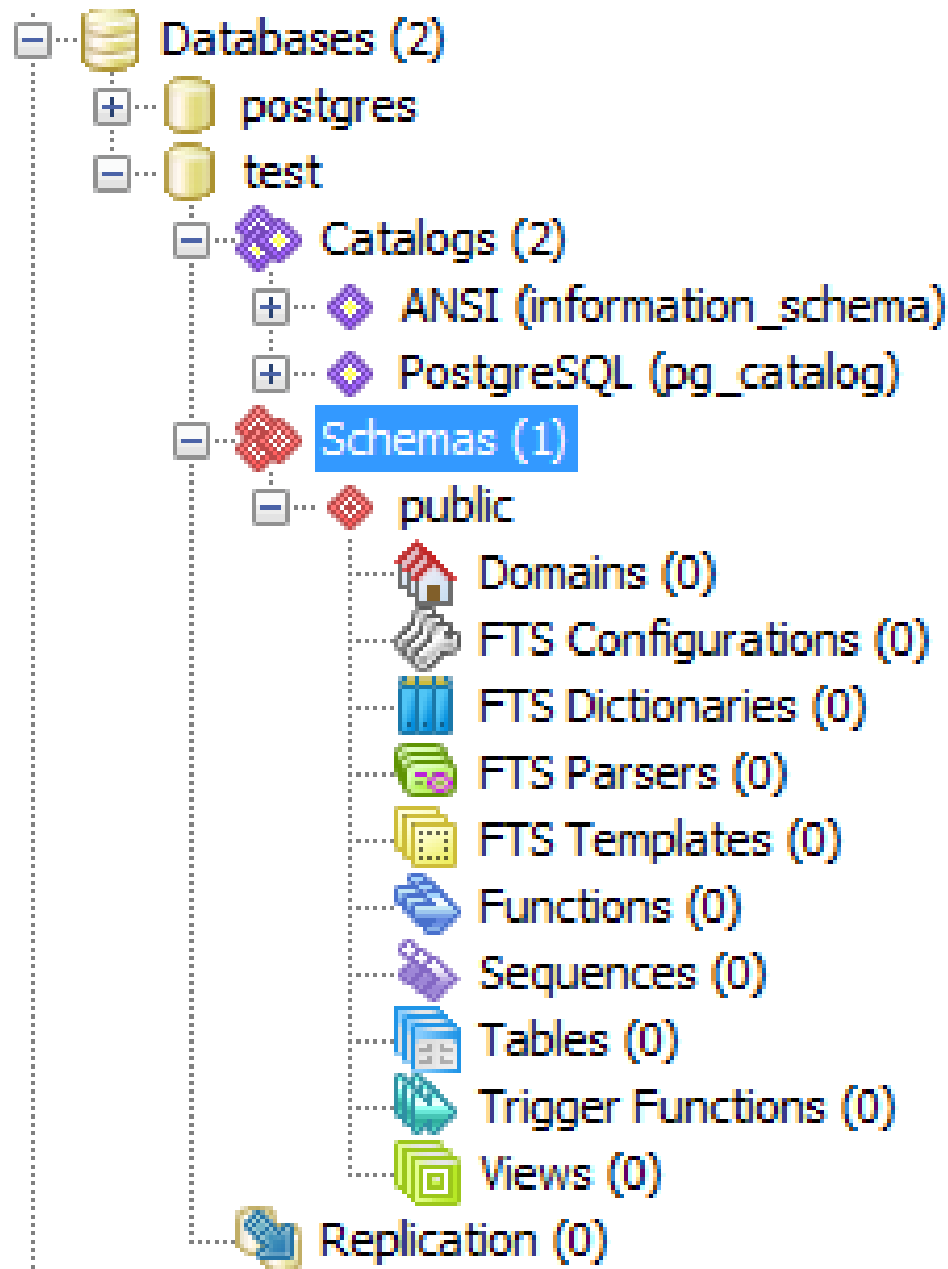 Databases (2)
postgres
test
Catalogs (2)
ANSI (information_schema)
PostgreSQL (pg_catalog)
Schemas (1)
public
Domains (0)
FTS Configurations (0)
FTS Dictionaries (0)
FTS Parsers (0)
FTS Templates (0)
Functions (0)
Sequences (0)
Tables (0)
Trigger Functions (0)
Views (0)
Replication (0)